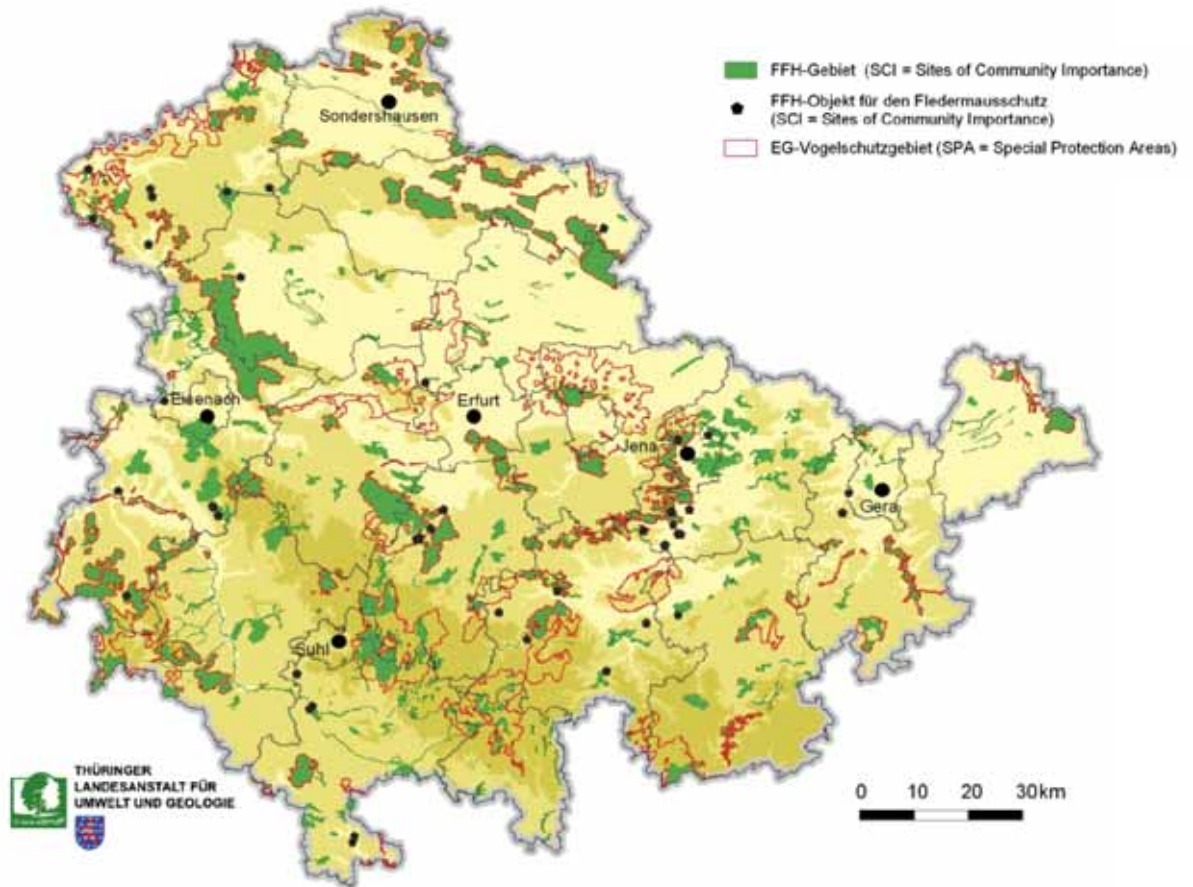 FFH-Gebiet (SCI = Sites of Community Importance)
FFH-Objekt für den Fledermausschutz
(SCI = Sites of Community Importance)
EG-Vogelschutzgebiet (SPA = Special Protection Areas)
Sondershausen
Eisenach
Erfurt
Jena
Gera
Suhl
THÜRINGER
LANDESANSTALT FÜR
UMWELT UND GEOLOGIE
0 10 20 30km